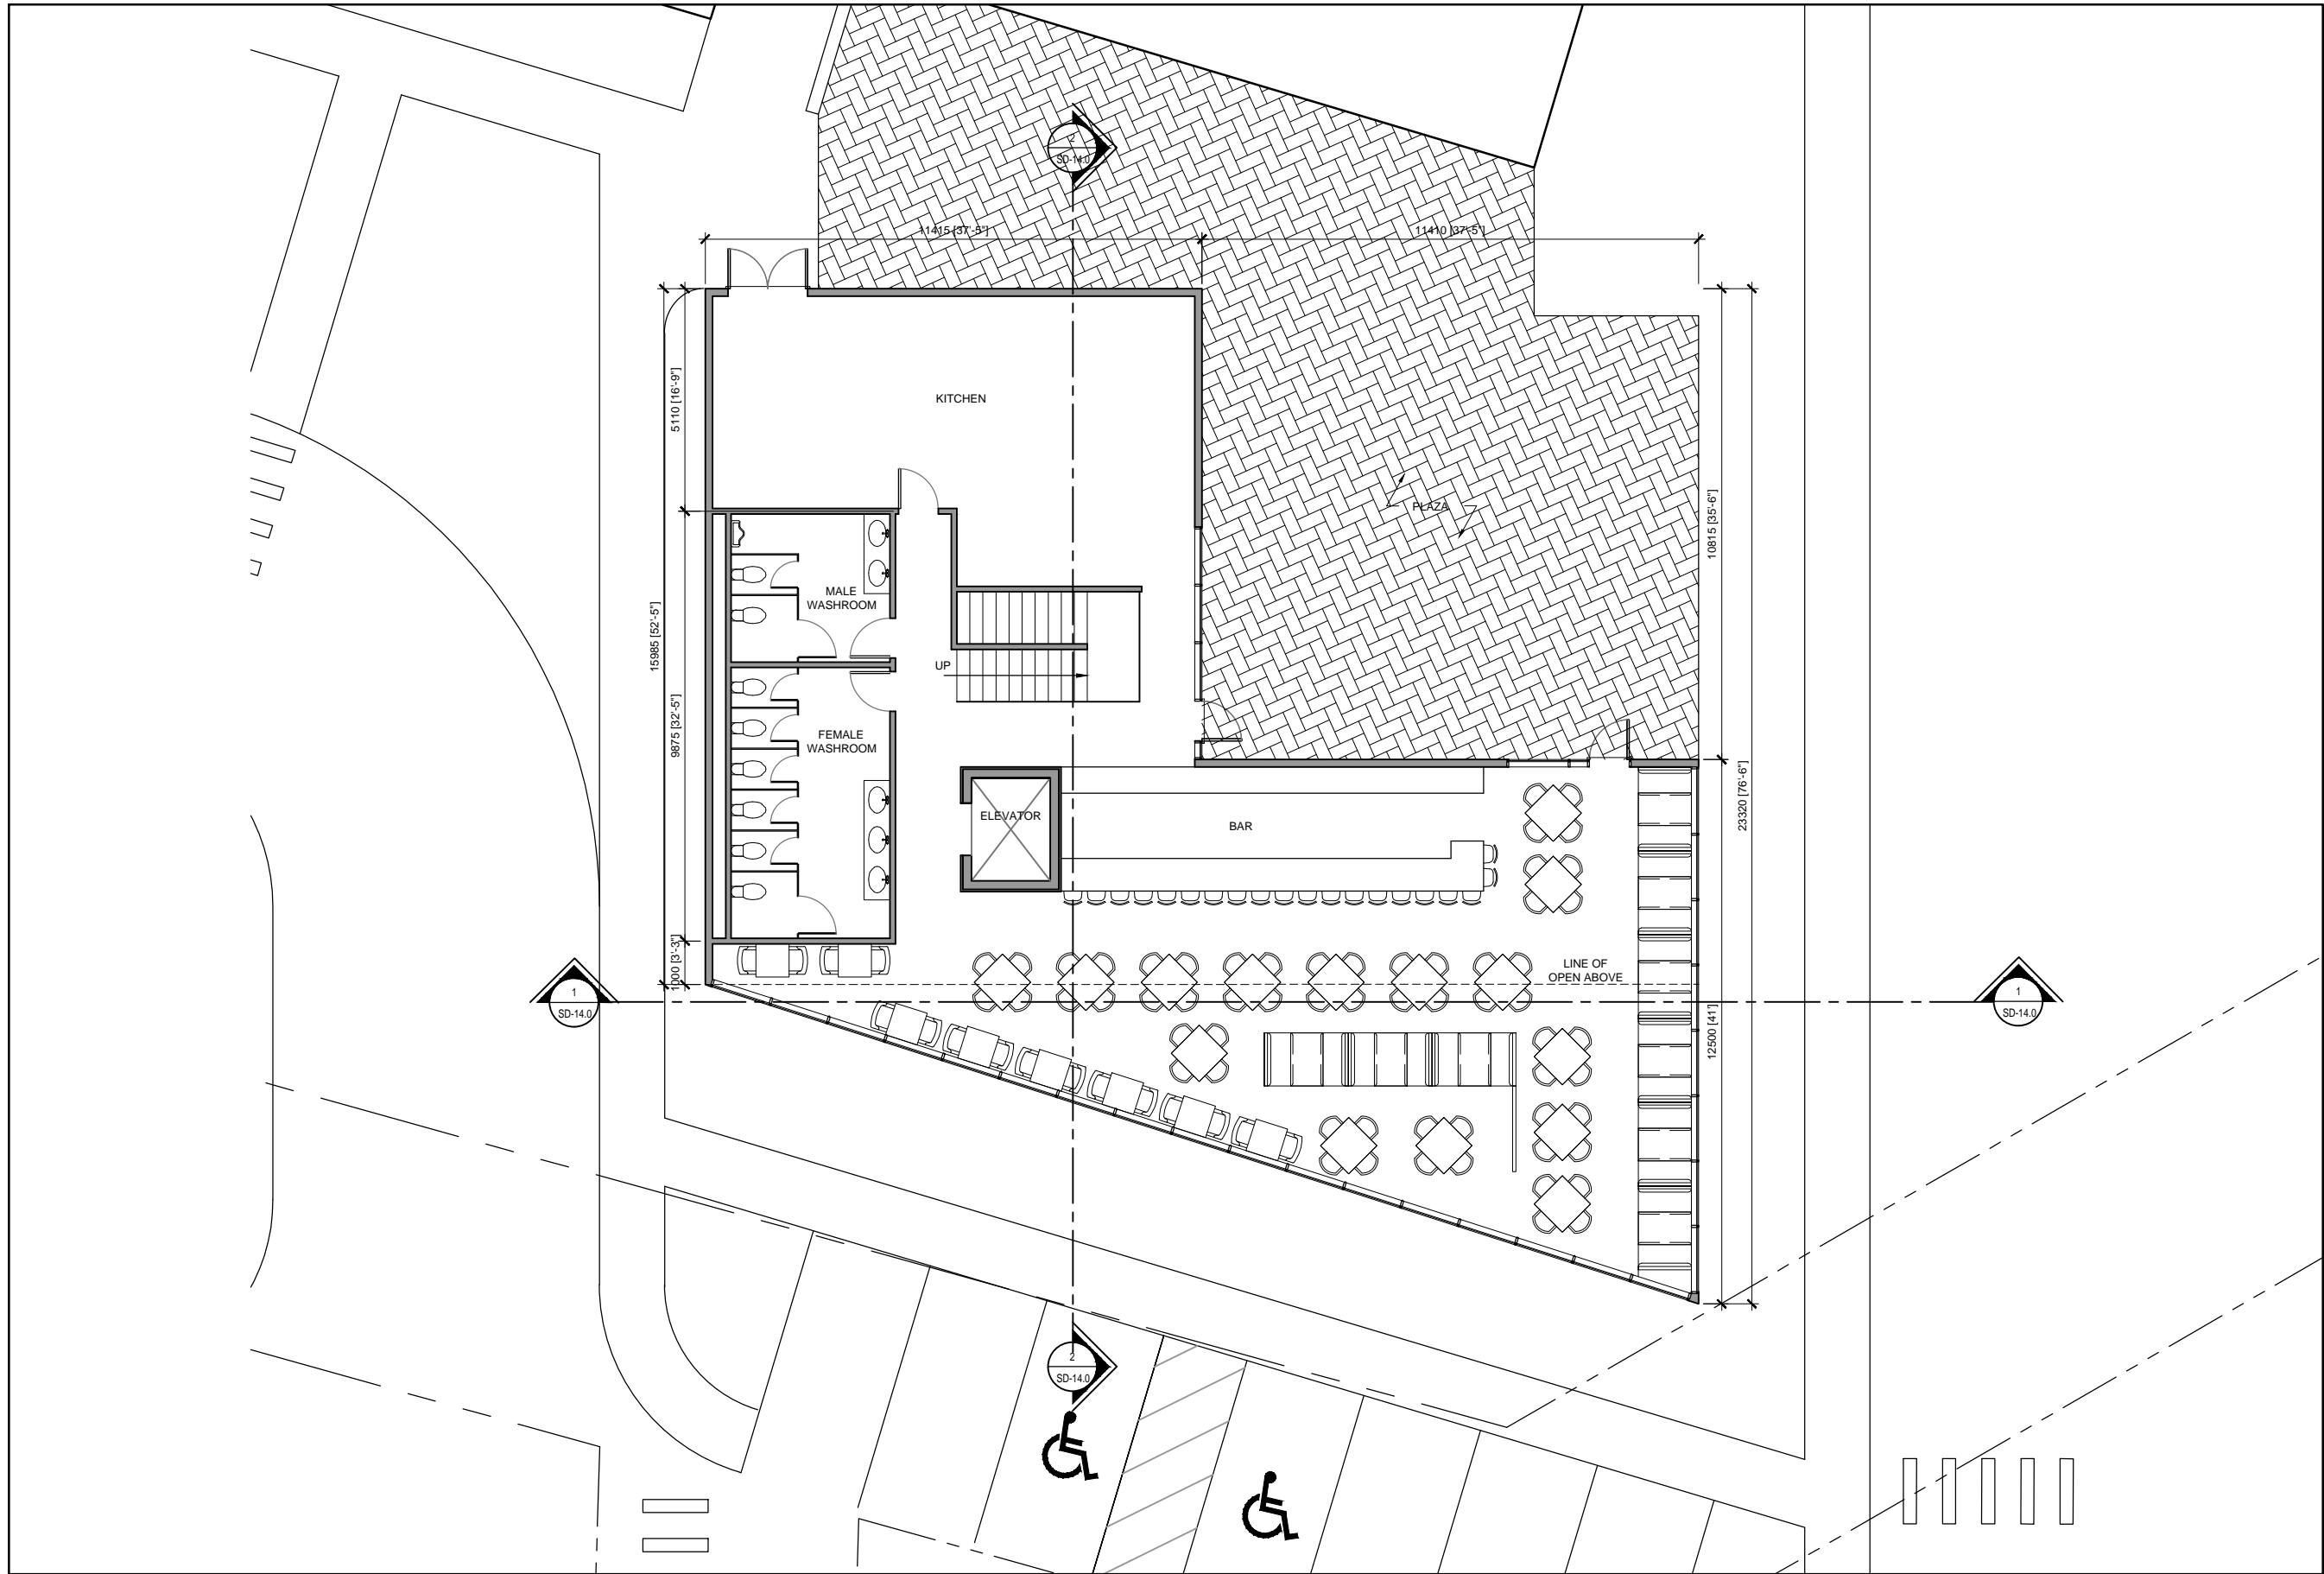 2
SD-14.0
11415 [37'-5"]
11410 [37'-5"]
5110 [16'-9"]
KITCHEN
PLAZA
10815 [35'-6"]
MALE
WASHROOM
15985 [52'-5"]
UP
9875 [32'-5"]
FEMALE
WASHROOM
ELEVATOR
BAR
23320 [76'-6"]
1000 [3'-3"]
LINE OF
OPEN ABOVE
1
SD-14.0
1
SD-14.0
12500 [41']
2
SD-14.0